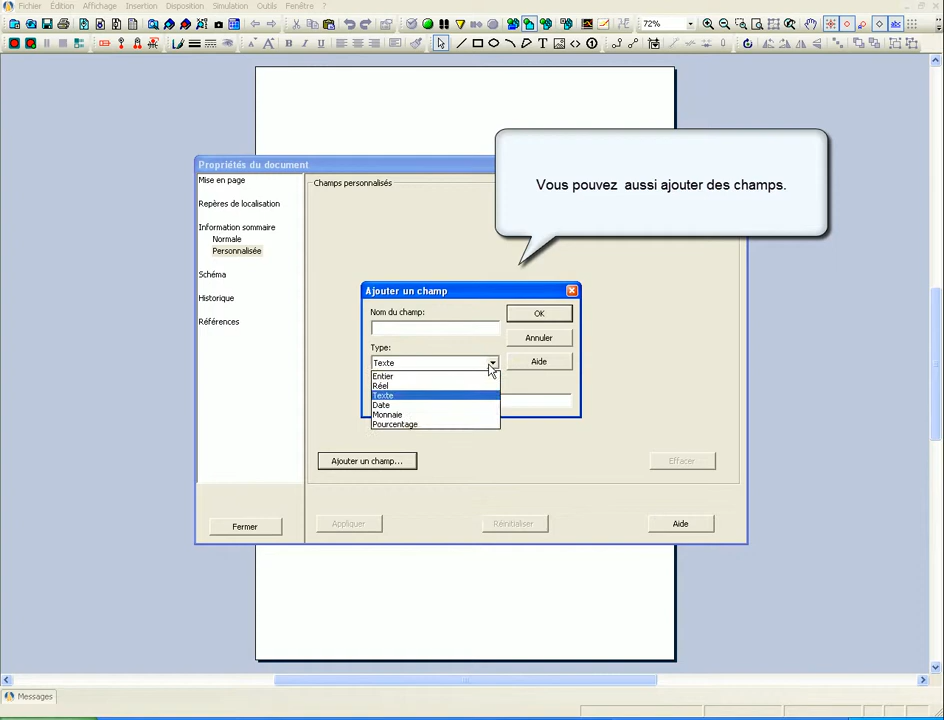 Fichier Édition Affichage Insertion Disposition Simulation Outils Fenêtre ?
72%
Propriétés du document
Mise en page
Repères de localisation
Information sommaire
Normale
Personnalisée
Schéma
Historique
Références
Champs personnalisés
Vous pouvez aussi ajouter des champs.
Ajouter un champ
Nom du champ:
OK
Annuler
Type:
Texte
Aide
Entier
Réel
Texte
Date
Monnaie
Pourcentage
Ajouter un champ...
Effacer
Fermer
Appliquer
Réinitialiser
Aide
Messages